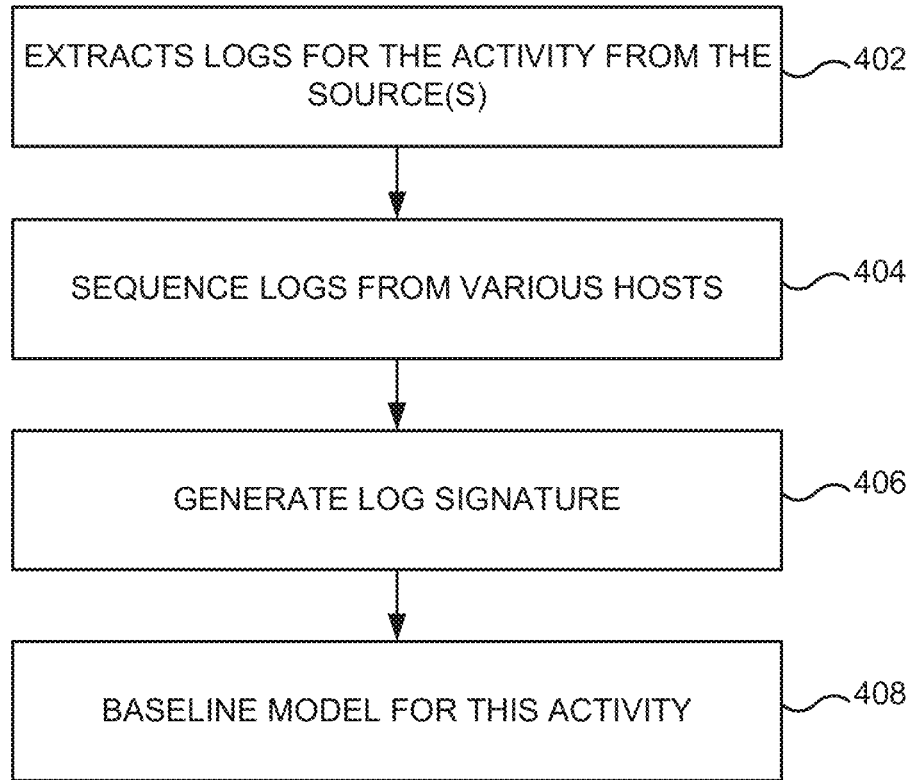 EXTRACTS LOGS FOR THE ACTIVITY FROM THE
SOURCE(S)
402
SEQUENCE LOGS FROM VARIOUS HOSTS
404
GENERATE LOG SIGNATURE
406
BASELINE MODEL FOR THIS ACTIVITY
408